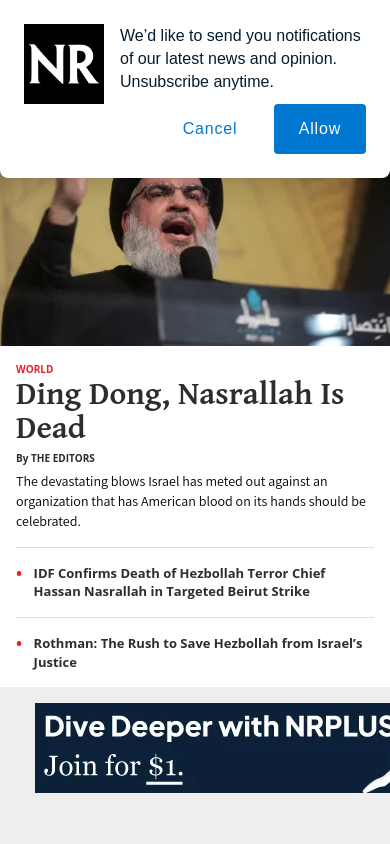 NR
We’d like to send you notifications
of our latest news and opinion.
Unsubscribe anytime.
Cancel
Allow
WORLD
Ding Dong, Nasrallah Is
Dead
By THE EDITORS
The devastating blows Israel has meted out against an
organization that has American blood on its hands should be
celebrated.
IDF Confirms Death of Hezbollah Terror Chief
Hassan Nasrallah in Targeted Beirut Strike
Rothman: The Rush to Save Hezbollah from Israel’s
Justice
Dive Deeper with NRPLUS
Join for $1.